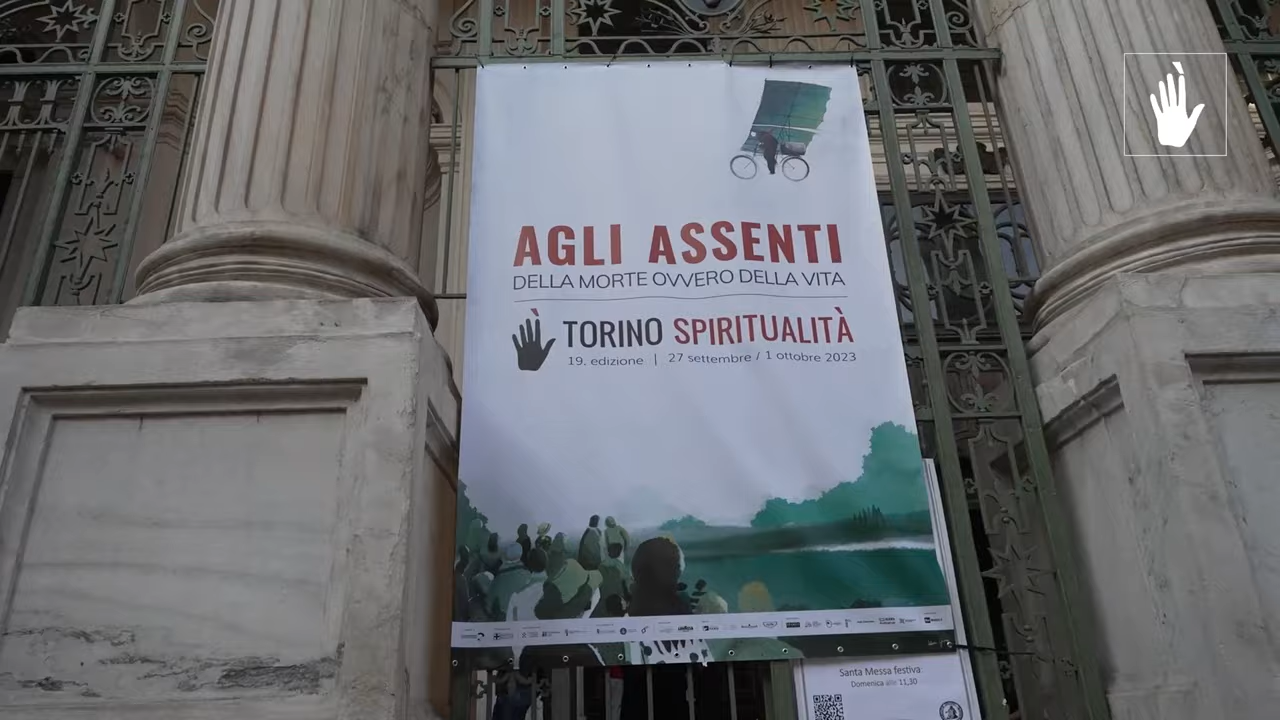 AGLI ASSENTI
DELLA MORTE OVVERO DELLA VITA
TORINO SPIRITUALITÀ
19. edizione | 27 settembre / 1 ottobre 2023
Santa Messa festiva
Domenica alle 11,30